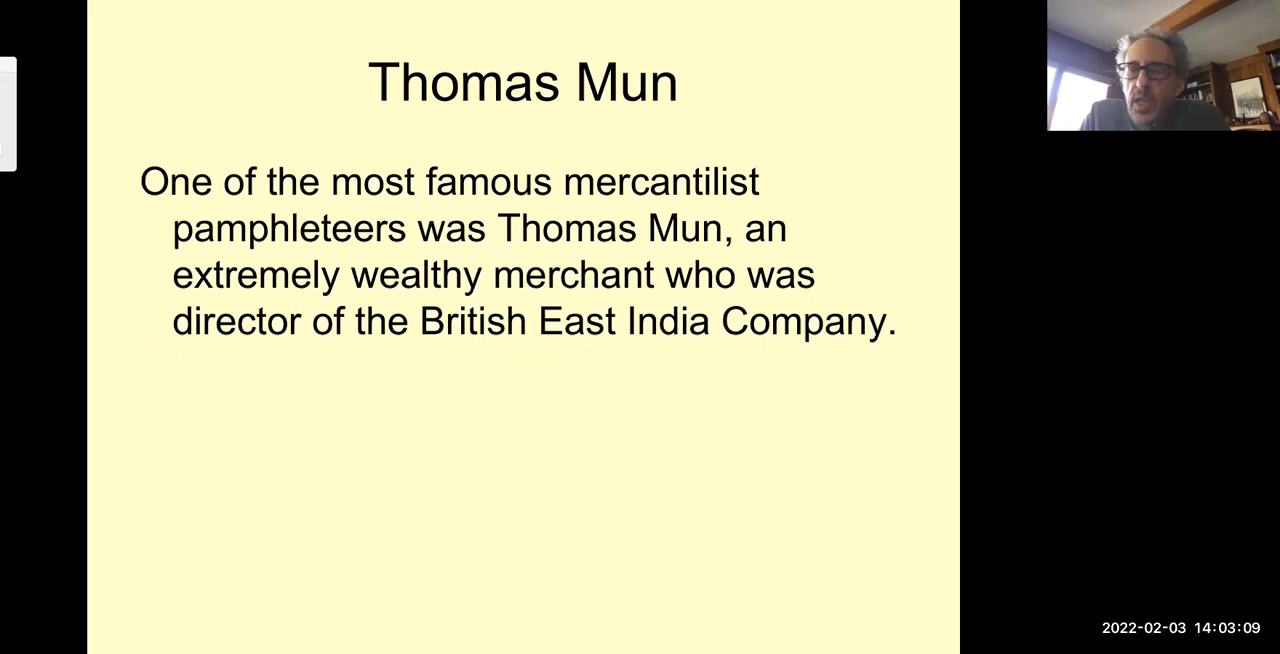 Thomas Mun
One of the most famous mercantilist
pamphleteers was Thomas Mun, an
extremely wealthy merchant who was
director of the British East India Company.
2022-02-03 14:03:09